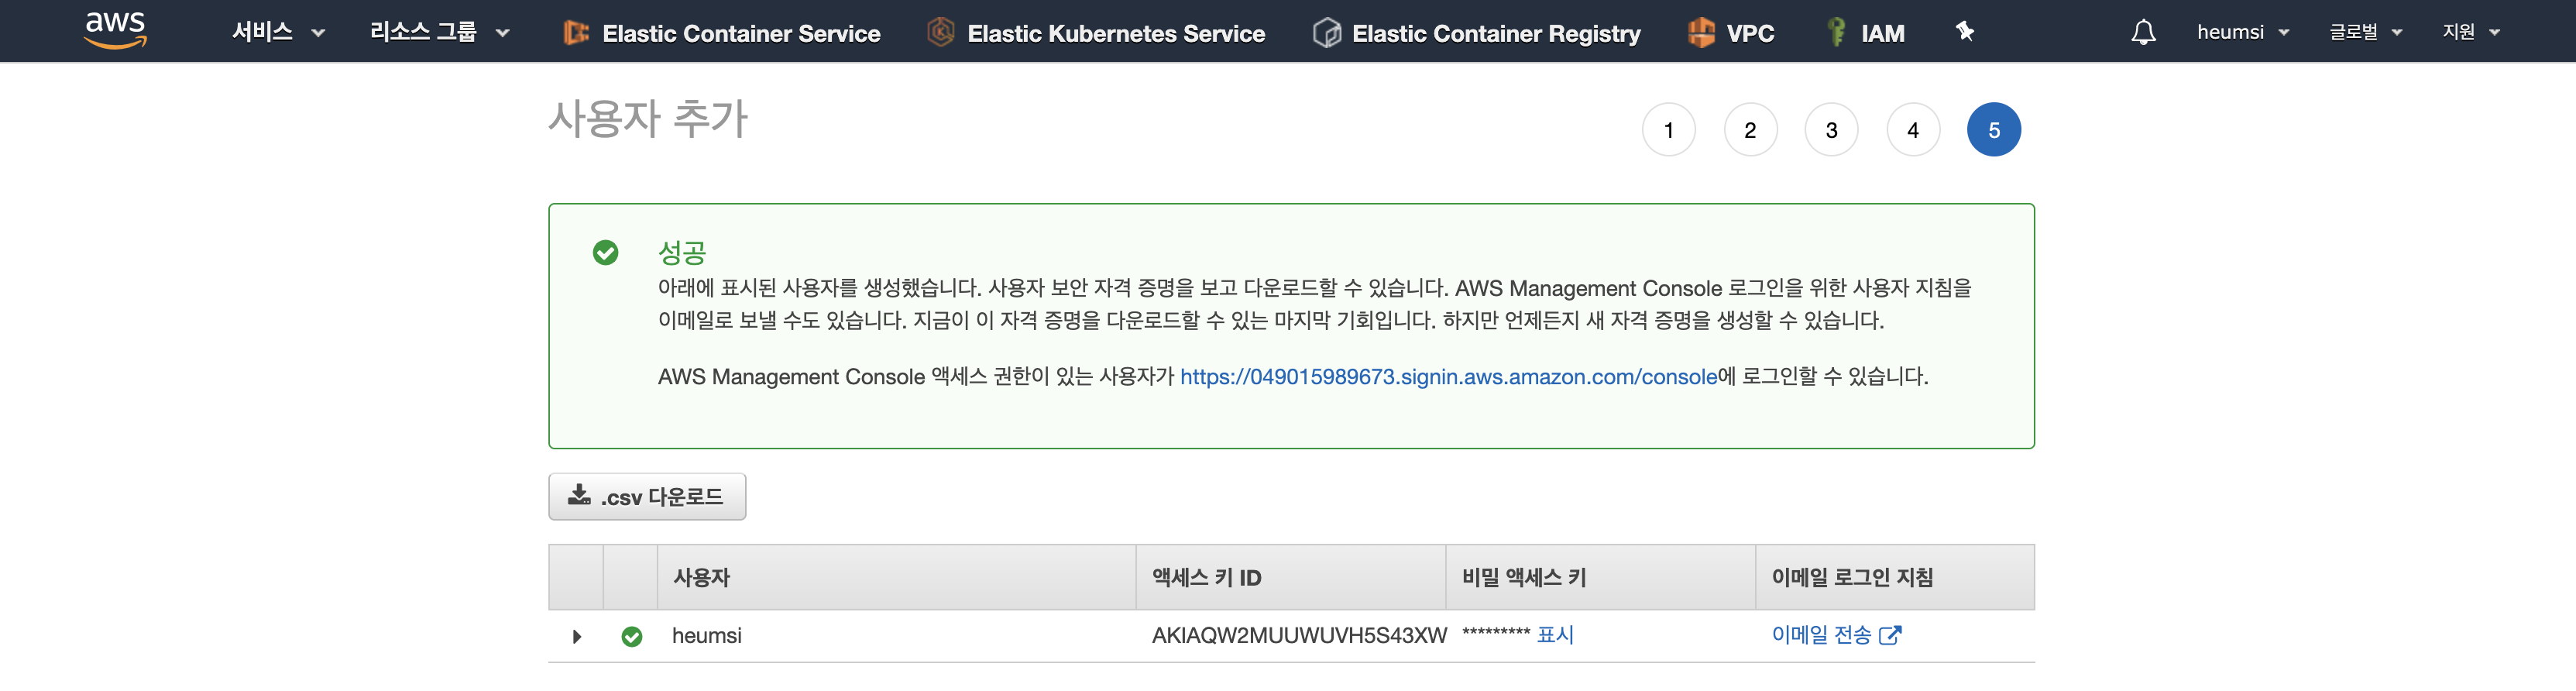 aws 서비스 리소스 그룹 Elastic Container Service Elastic Kubernetes Service Elastic Container Registry VPC IAM heumsi 글로벌 지원
사용자 추가
1 2 3 4 5
성공
아래에 표시된 사용자를 생성했습니다. 사용자 보안 자격 증명을 보고 다운로드할 수 있습니다. AWS Management Console 로그인을 위한 사용자 지침을
이메일로 보낼 수도 있습니다. 지금이 이 자격 증명을 다운로드할 수 있는 마지막 기회입니다. 하지만 언제든지 새 자격 증명을 생성할 수 있습니다.
AWS Management Console 액세스 권한이 있는 사용자가 https://049015989673.signin.aws.amazon.com/console에 로그인할 수 있습니다.
.csv 다운로드
사용자 액세스 키 ID 비밀 액세스 키 이메일 로그인 지침
heumsi AKIAQW2MUUWUVH5S43XW ********* 표시 이메일 전송